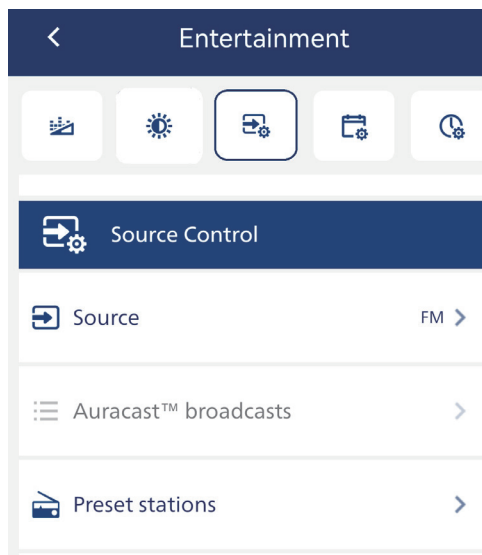 Entertainment
Source Control
Source FM
Auracast™ broadcasts
Preset stations